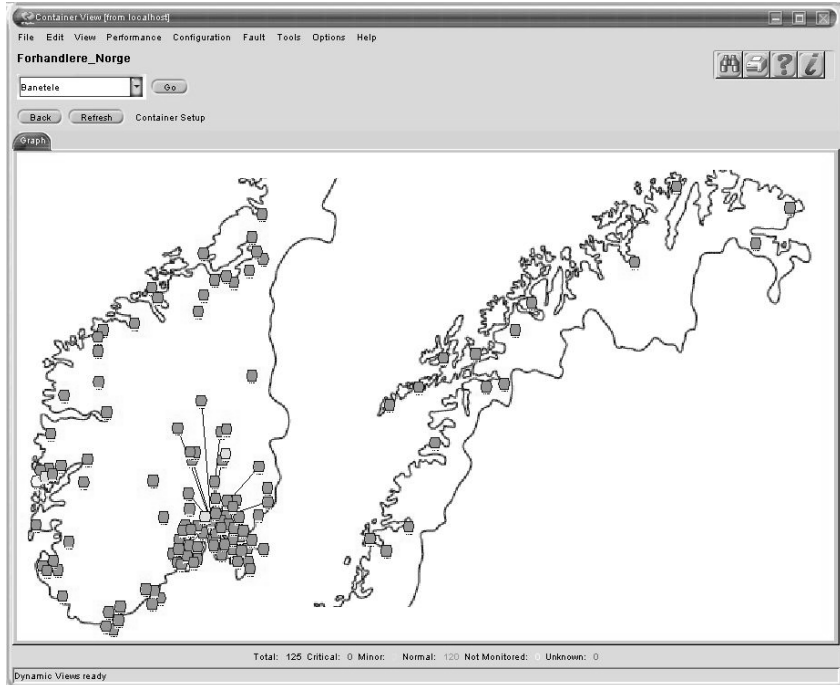 Container View [from localhost]
File Edit View Performance Configuration Fault Tools Options Help
Forhandlere_Norge
Banetele Go
Back Refresh Container Setup
Graph
Total: 125 Critical: 0 Minor: Normal: 120 Not Monitored: 0 Unknown: 0
Dynamic Views ready